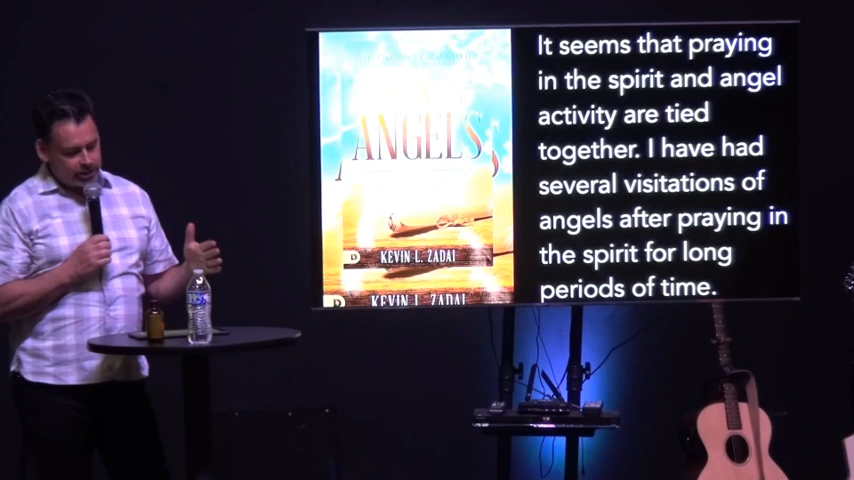 ANGELS
KEVIN L. ZADAI
KEVIN L. ZADAI
It seems that praying
in the spirit and angel
activity are tied
together. I have had
several visitations of
angels after praying in
the spirit for long
periods of time.